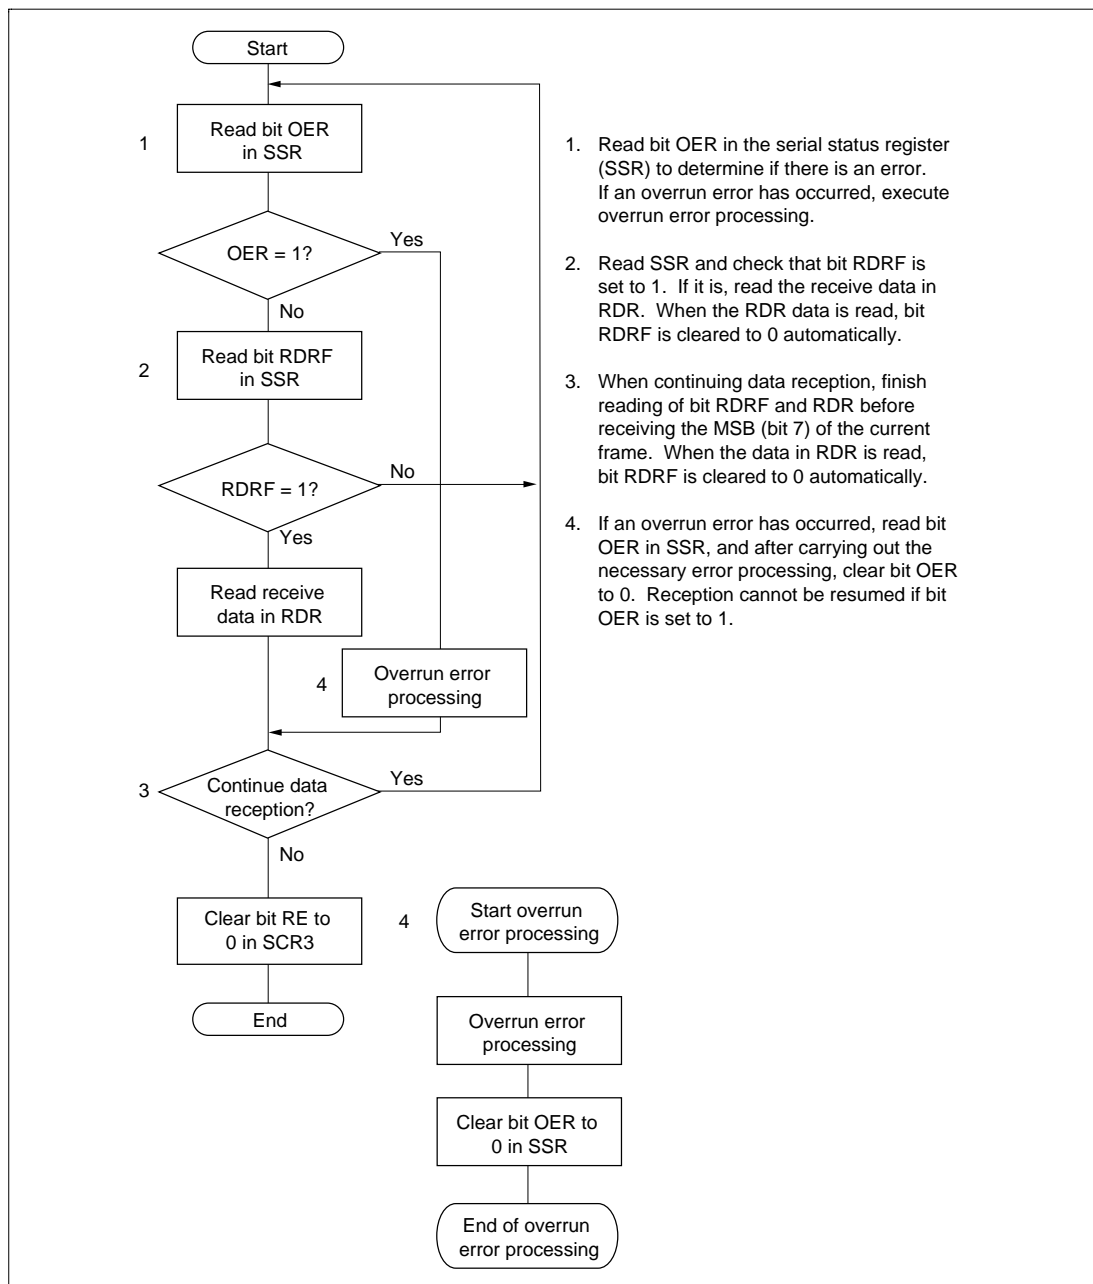 Start
1
Read bit OER
in SSR
OER = 1?
Yes
No
2
Read bit RDRF
in SSR
RDRF = 1?
No
Yes
Read receive
data in RDR
4
Overrun error
processing
3
Continue data
reception?
Yes
No
Clear bit RE to
0 in SCR3
End
4
Start overrun
error processing
Overrun error
processing
Clear bit OER to
0 in SSR
End of overrun
error processing
1. Read bit OER in the serial status register
(SSR) to determine if there is an error.
If an overrun error has occurred, execute
overrun error processing.
2. Read SSR and check that bit RDRF is
set to 1. If it is, read the receive data in
RDR. When the RDR data is read, bit
RDRF is cleared to 0 automatically.
3. When continuing data reception, finish
reading of bit RDRF and RDR before
receiving the MSB (bit 7) of the current
frame. When the data in RDR is read,
bit RDRF is cleared to 0 automatically.
4. If an overrun error has occurred, read bit
OER in SSR, and after carrying out the
necessary error processing, clear bit OER
to 0. Reception cannot be resumed if bit
OER is set to 1.